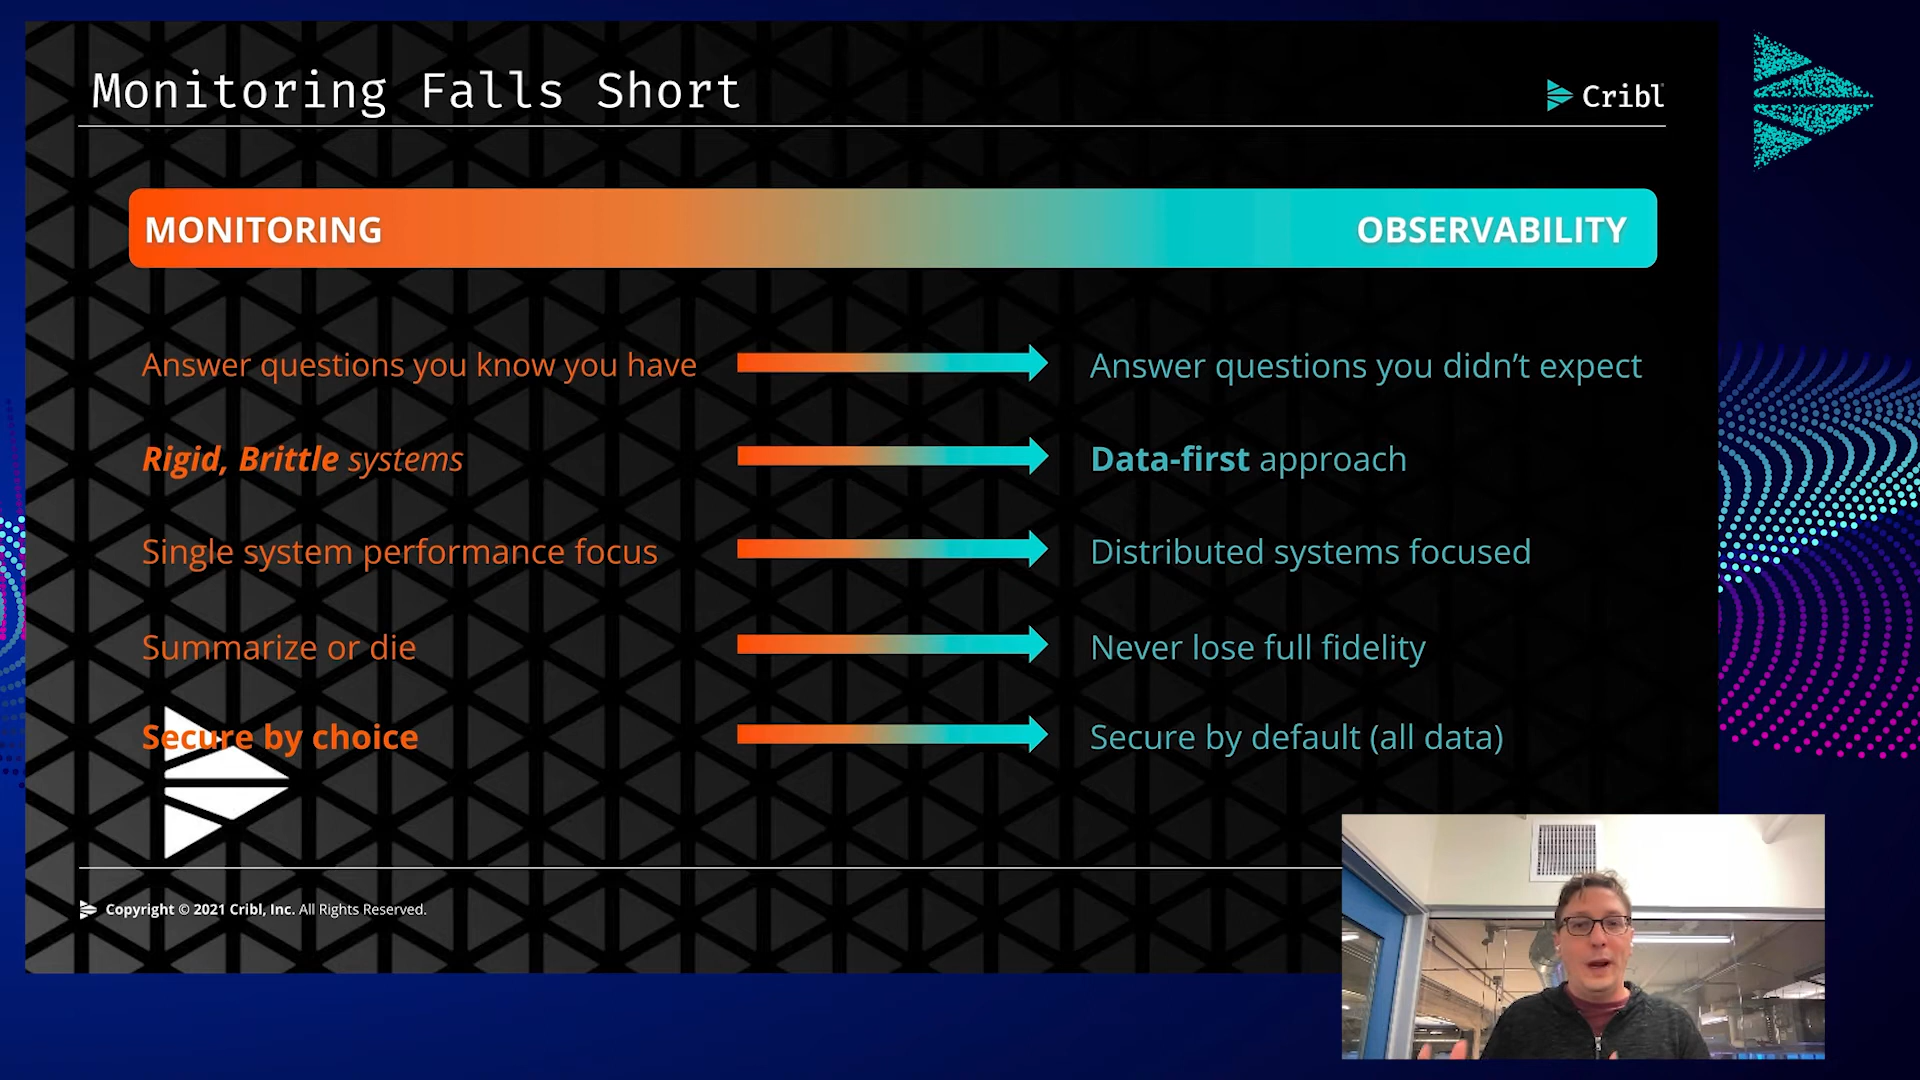 Monitoring Falls Short
Cribl
MONITORING
OBSERVABILITY
Answer questions you know you have
Answer questions you didn’t expect
Rigid, Brittle systems
Data-first approach
Single system performance focus
Distributed systems focused
Summarize or die
Never lose full fidelity
Secure by choice
Secure by default (all data)
Copyright © 2021 Cribl, Inc. All Rights Reserved.